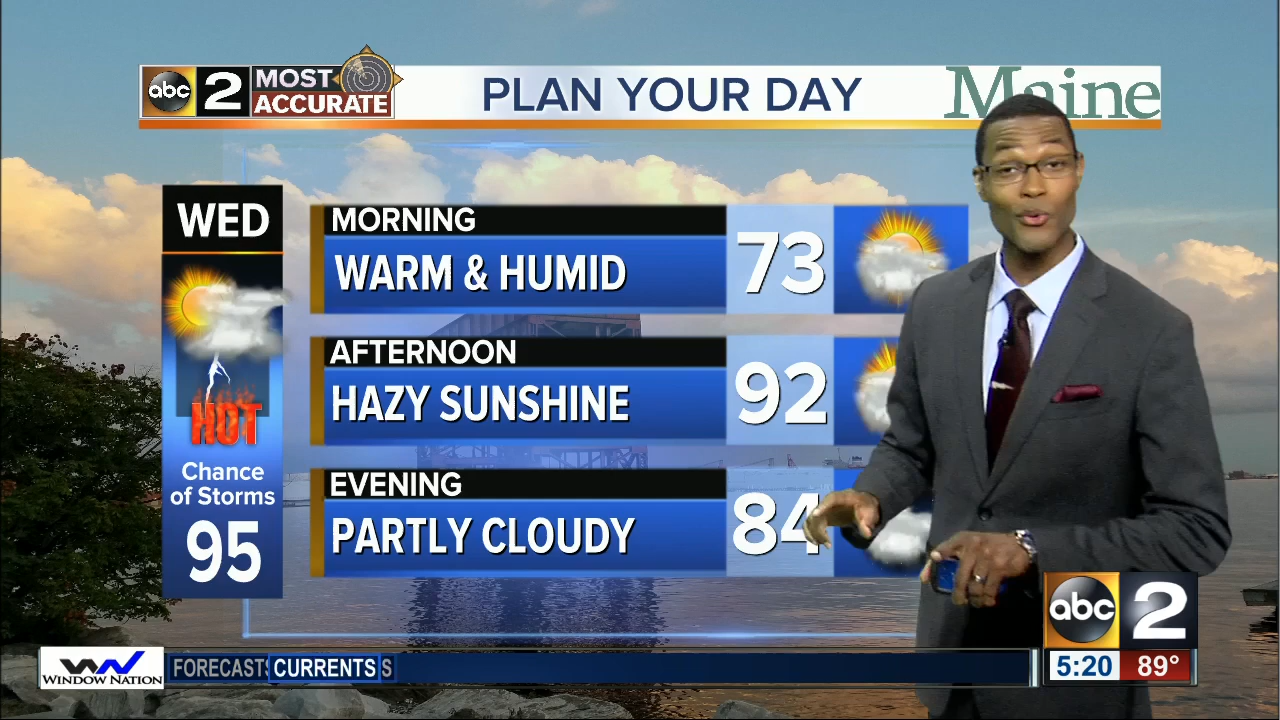 abc 2 MOST ACCURATE
PLAN YOUR DAY
Maine
WED
HOT
Chance
of Storms
95
MORNING
WARM & HUMID
73
AFTERNOON
HAZY SUNSHINE
92
EVENING
PARTLY CLOUDY
84
abc 2
5:20 89°
WINDOW NATION
FORECASTS CURRENTS